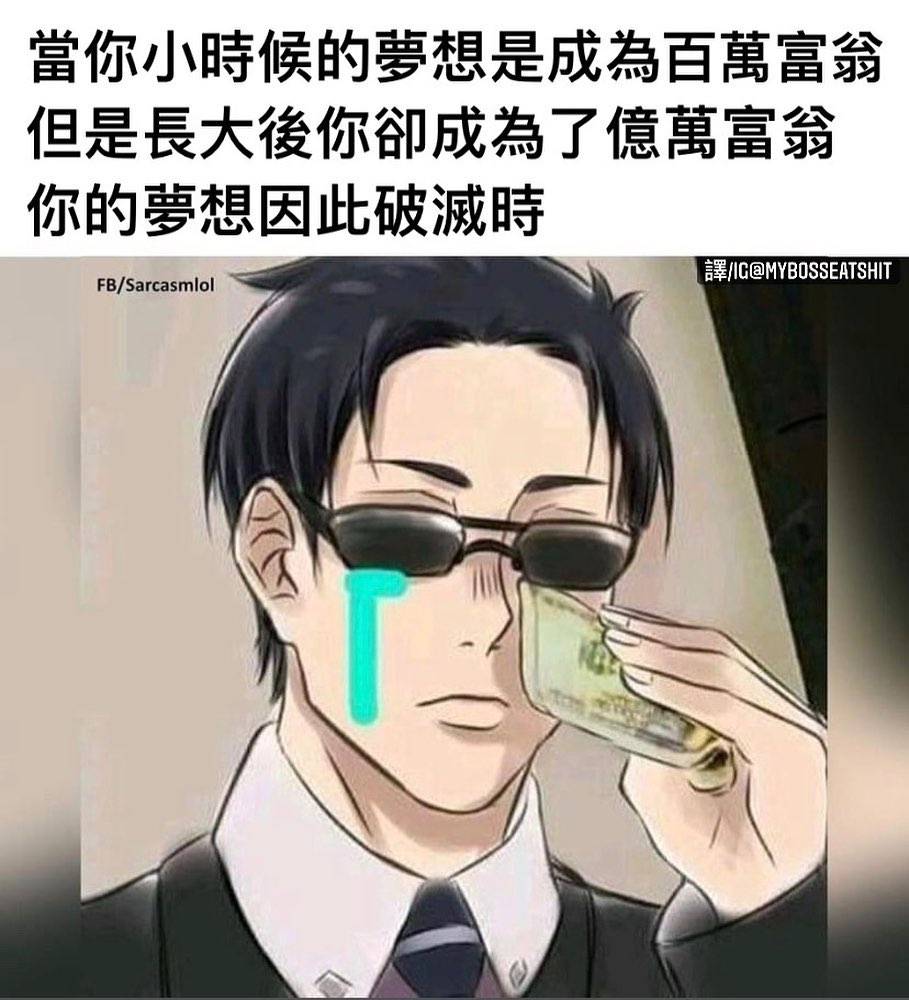 當你小時候的夢想是成為百萬富翁
但是長大後你卻成為了億萬富翁
你的夢想因此破滅時
譯/IG@MYBOSSEATSHIT
FB/Sarcasmlol